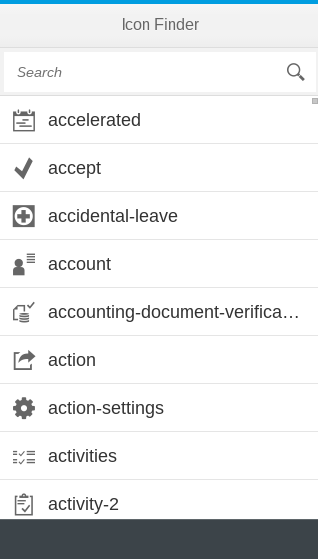 Icon Finder
Search
accelerated
accept
accidental-leave
account
accounting-document-verifica…
action
action-settings
activities
activity-2